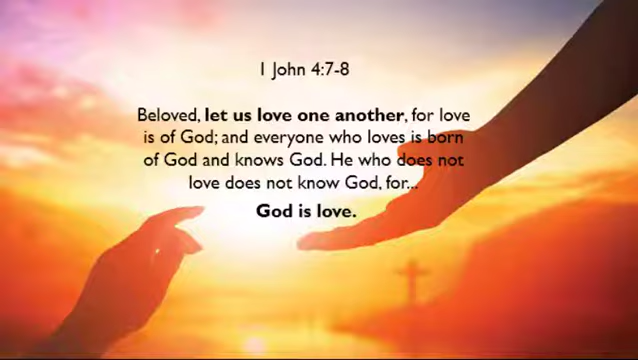 1 John 4:7-8
Beloved, let us love one another, for love
is of God; and everyone who loves is born
of God and knows God. He who does not
love does not know God, for...
God is love.